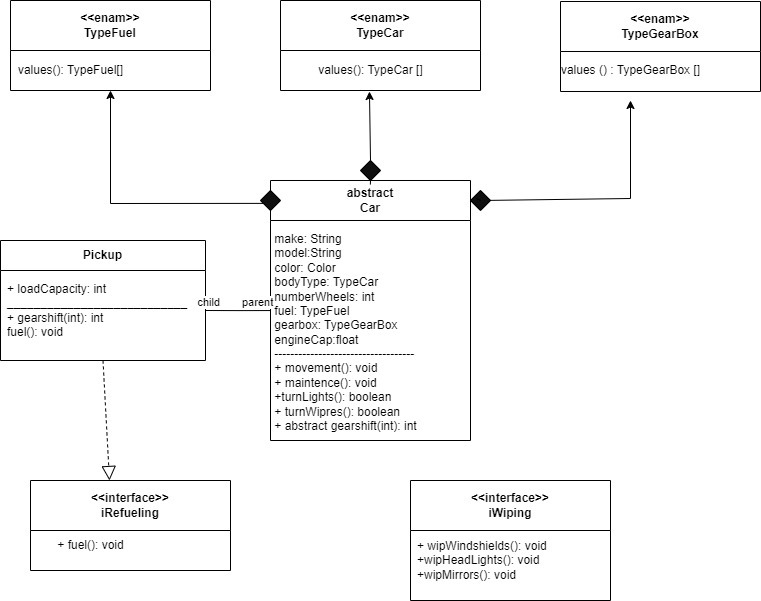 <<enam>>
TypeFuel
values(): TypeFuel[]
<<enam>>
TypeCar
values(): TypeCar []
<<enam>>
TypeGearBox
values () : TypeGearBox []
abstract
Car
make: String
model:String
color: Color
bodyType: TypeCar
numberWheels: int
fuel: TypeFuel
gearbox: TypeGearBox
engineCap:float
-----------------------------------
+ movement(): void
+ maintence(): void
+turnLights(): boolean
+ turnWipres(): boolean
+ abstract gearshift(int): int
Pickup
+ loadCapacity: int
____________________________
+ gearshift(int): int
fuel(): void
child
parent
<<interface>>
iRefueling
+ fuel(): void
<<interface>>
iWiping
+ wipWindshields(): void
+wipHeadLights(): void
+wipMirrors(): void